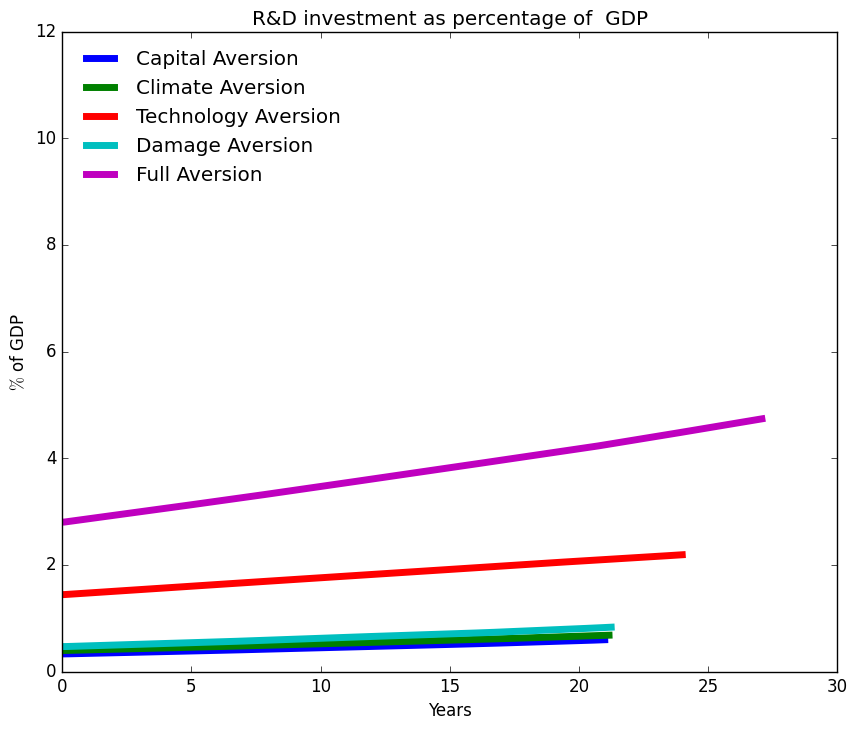 R&D investment as percentage of  GDP
12
10
8
6
4
2
0
% of GDP
Capital Aversion
Climate Aversion
Technology Aversion
Damage Aversion
Full Aversion
0 5 10 15 20 25 30
Years